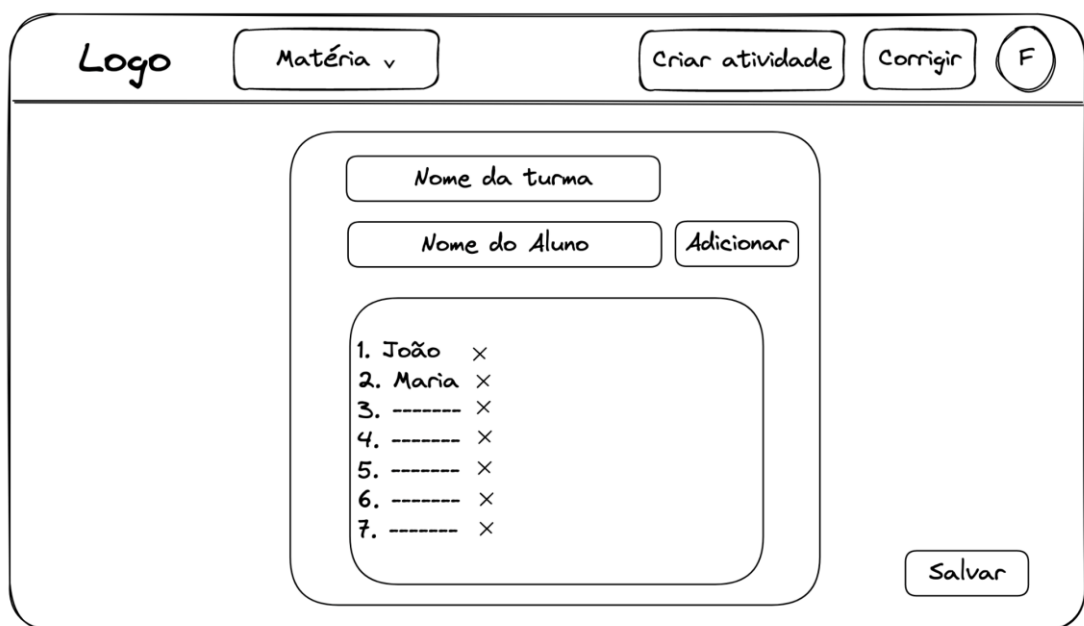 Logo
Matéria v
Criar atividade
Corrigir
F
Nome da turma
Nome do Aluno
Adicionar
1. João ×
2. Maria ×
3. ------- ×
4. ------- ×
5. ------- ×
6. ------- ×
7. ------- ×
Salvar